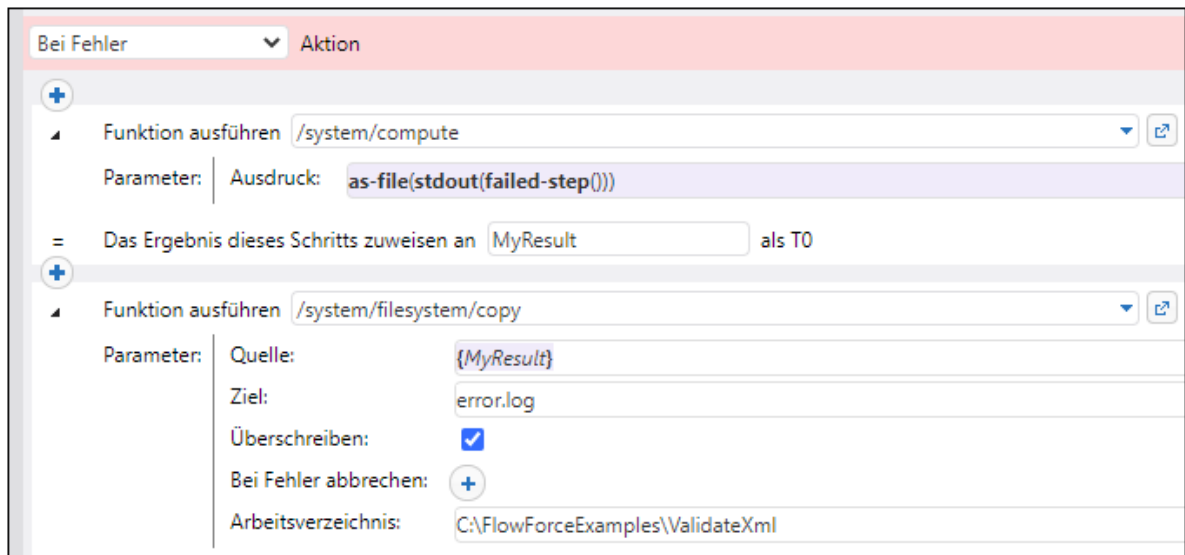 Bei Fehler Aktion
Funktion ausführen /system/compute
Parameter: Ausdruck: as-file(stdout(failed-step()))
= Das Ergebnis dieses Schritts zuweisen an MyResult als T0
Funktion ausführen /system/filesystem/copy
Parameter: Quelle: {MyResult}
Ziel: error.log
Überschreiben:
Bei Fehler abbrechen:
Arbeitsverzeichnis: C:\FlowForceExamples\ValidateXml